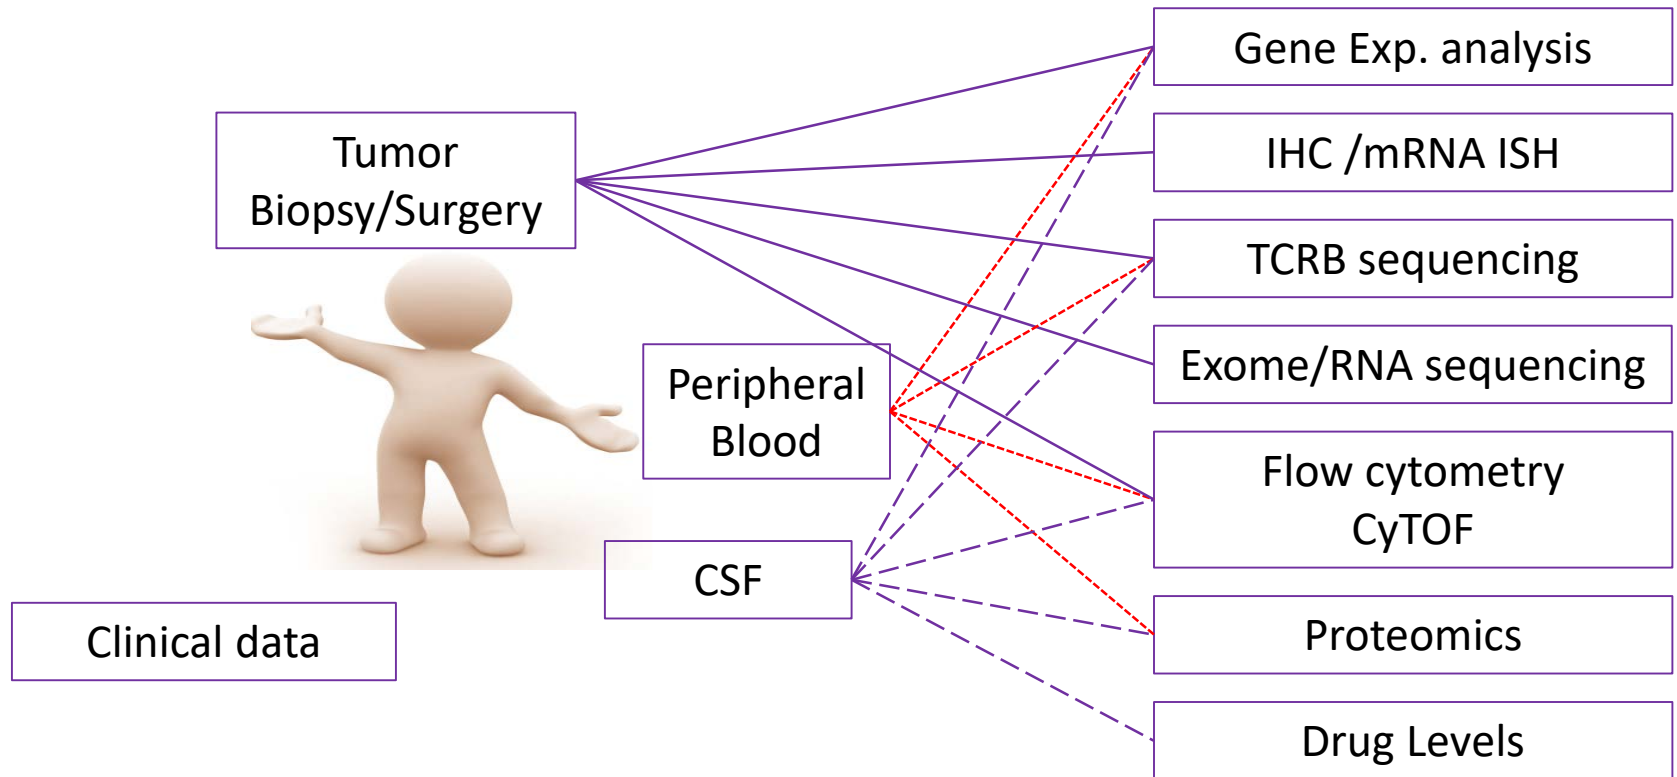 Gene Exp. analysis
Tumor
Biopsy/Surgery
IHC /mRNA ISH
TCRB sequencing
Exome/RNA sequencing
Peripheral
Blood
Flow cytometry
CyTOF
CSF
Clinical data
Proteomics
Drug Levels